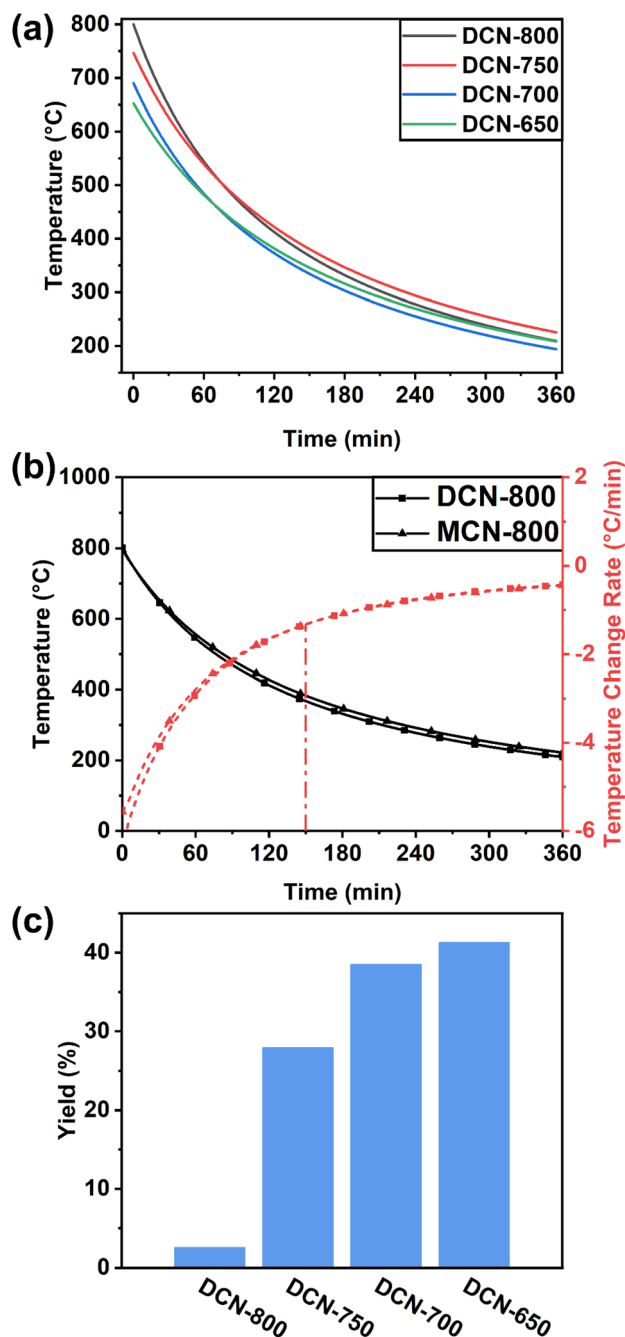 (a)
800
700
600
500
400
300
200
Temperature (°C)
DCN-800
DCN-750
DCN-700
DCN-650
0 60 120 180 240 300 360
Time (min)
(b)
1000
800
600
400
200
0
Temperature (°C)
DCN-800
MCN-800
2
0
-2
-4
-6
Temperature Change Rate (°C/min)
0 60 120 180 240 300 360
Time (min)
(c)
40
30
20
10
0
Yield (%)
DCN-800
DCN-750
DCN-700
DCN-650